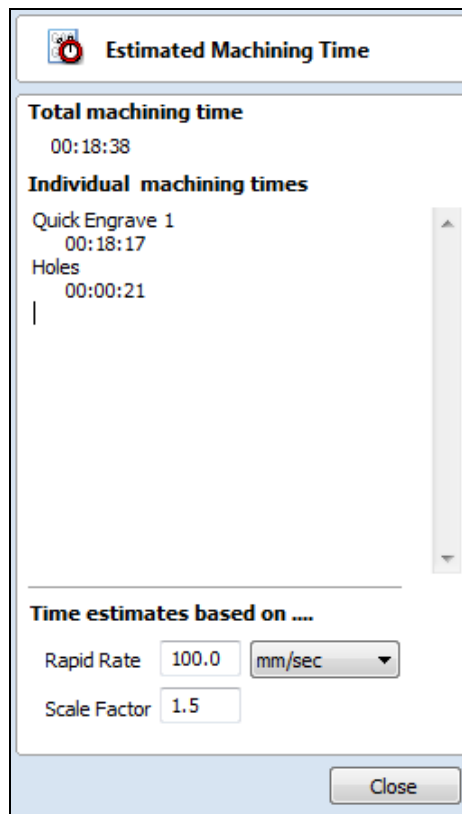 Estimated Machining Time
Total machining time
00:18:38
Individual machining times
Quick Engrave 1
00:18:17
Holes
00:00:21
Time estimates based on ....
Rapid Rate 100.0 mm/sec
Scale Factor 1.5
Close